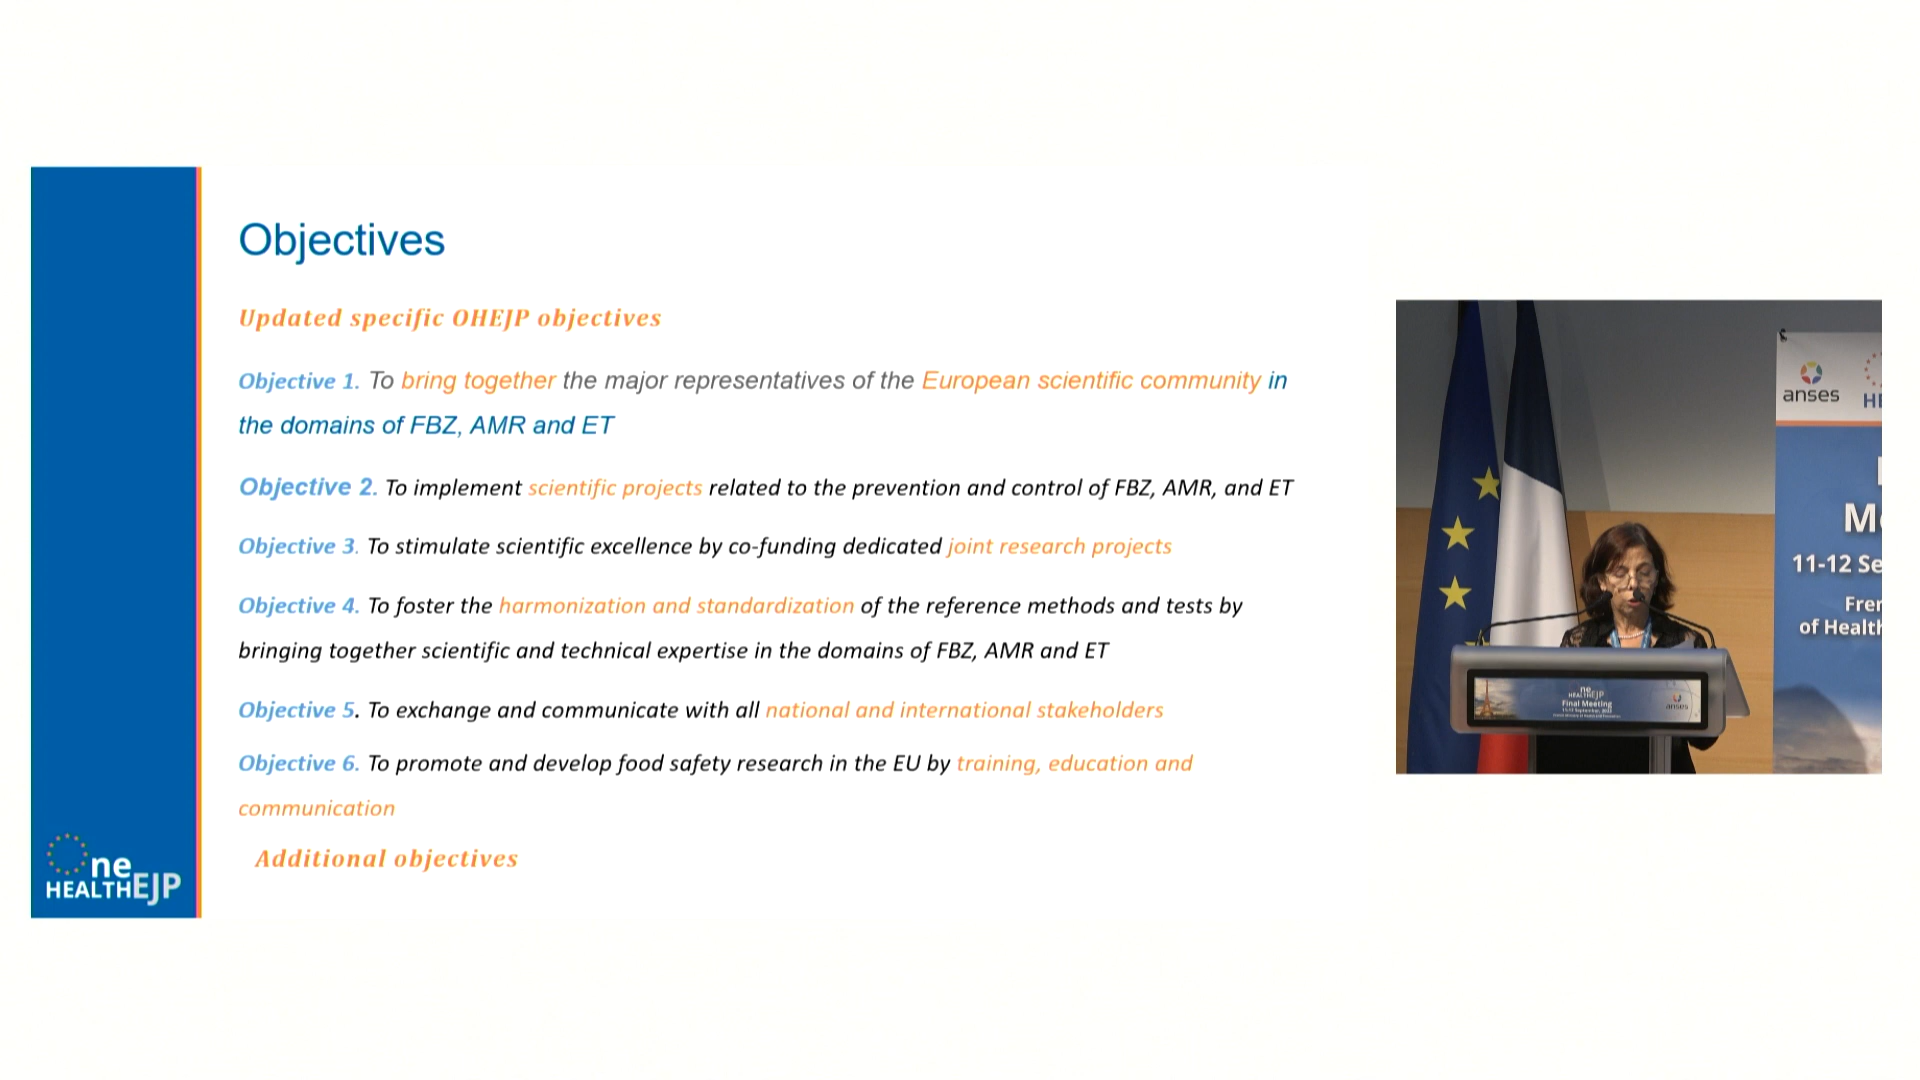 Objectives
Updated specific OHEJP objectives
Objective 1. To bring together the major representatives of the European scientific community in
the domains of FBZ, AMR and ET
Objective 2. To implement scientific projects related to the prevention and control of FBZ, AMR, and ET
Objective 3. To stimulate scientific excellence by co-funding dedicated joint research projects
Objective 4. To foster the harmonization and standardization of the reference methods and tests by
bringing together scientific and technical expertise in the domains of FBZ, AMR and ET
Objective 5. To exchange and communicate with all national and international stakeholders
Objective 6. To promote and develop food safety research in the EU by training, education and
communication
Additional objectives
One
HEALTHEJP
anses
HE
M
11-12 Se
Fren
of Health
ne
HEALTHEJP
Final Meeting
anses